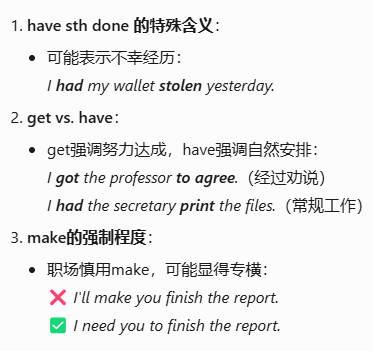 1. have sth done 的特殊含义：
• 可能表示不幸经历：
I had my wallet stolen yesterday.
2. get vs. have：
• get强调努力达成，have强调自然安排：
I got the professor to agree.（经过劝说）
I had the secretary print the files.（常规工作）
3. make的强制程度：
• 职场慎用make，可能显得专横：
❌ I'll make you finish the report.
✅ I need you to finish the report.